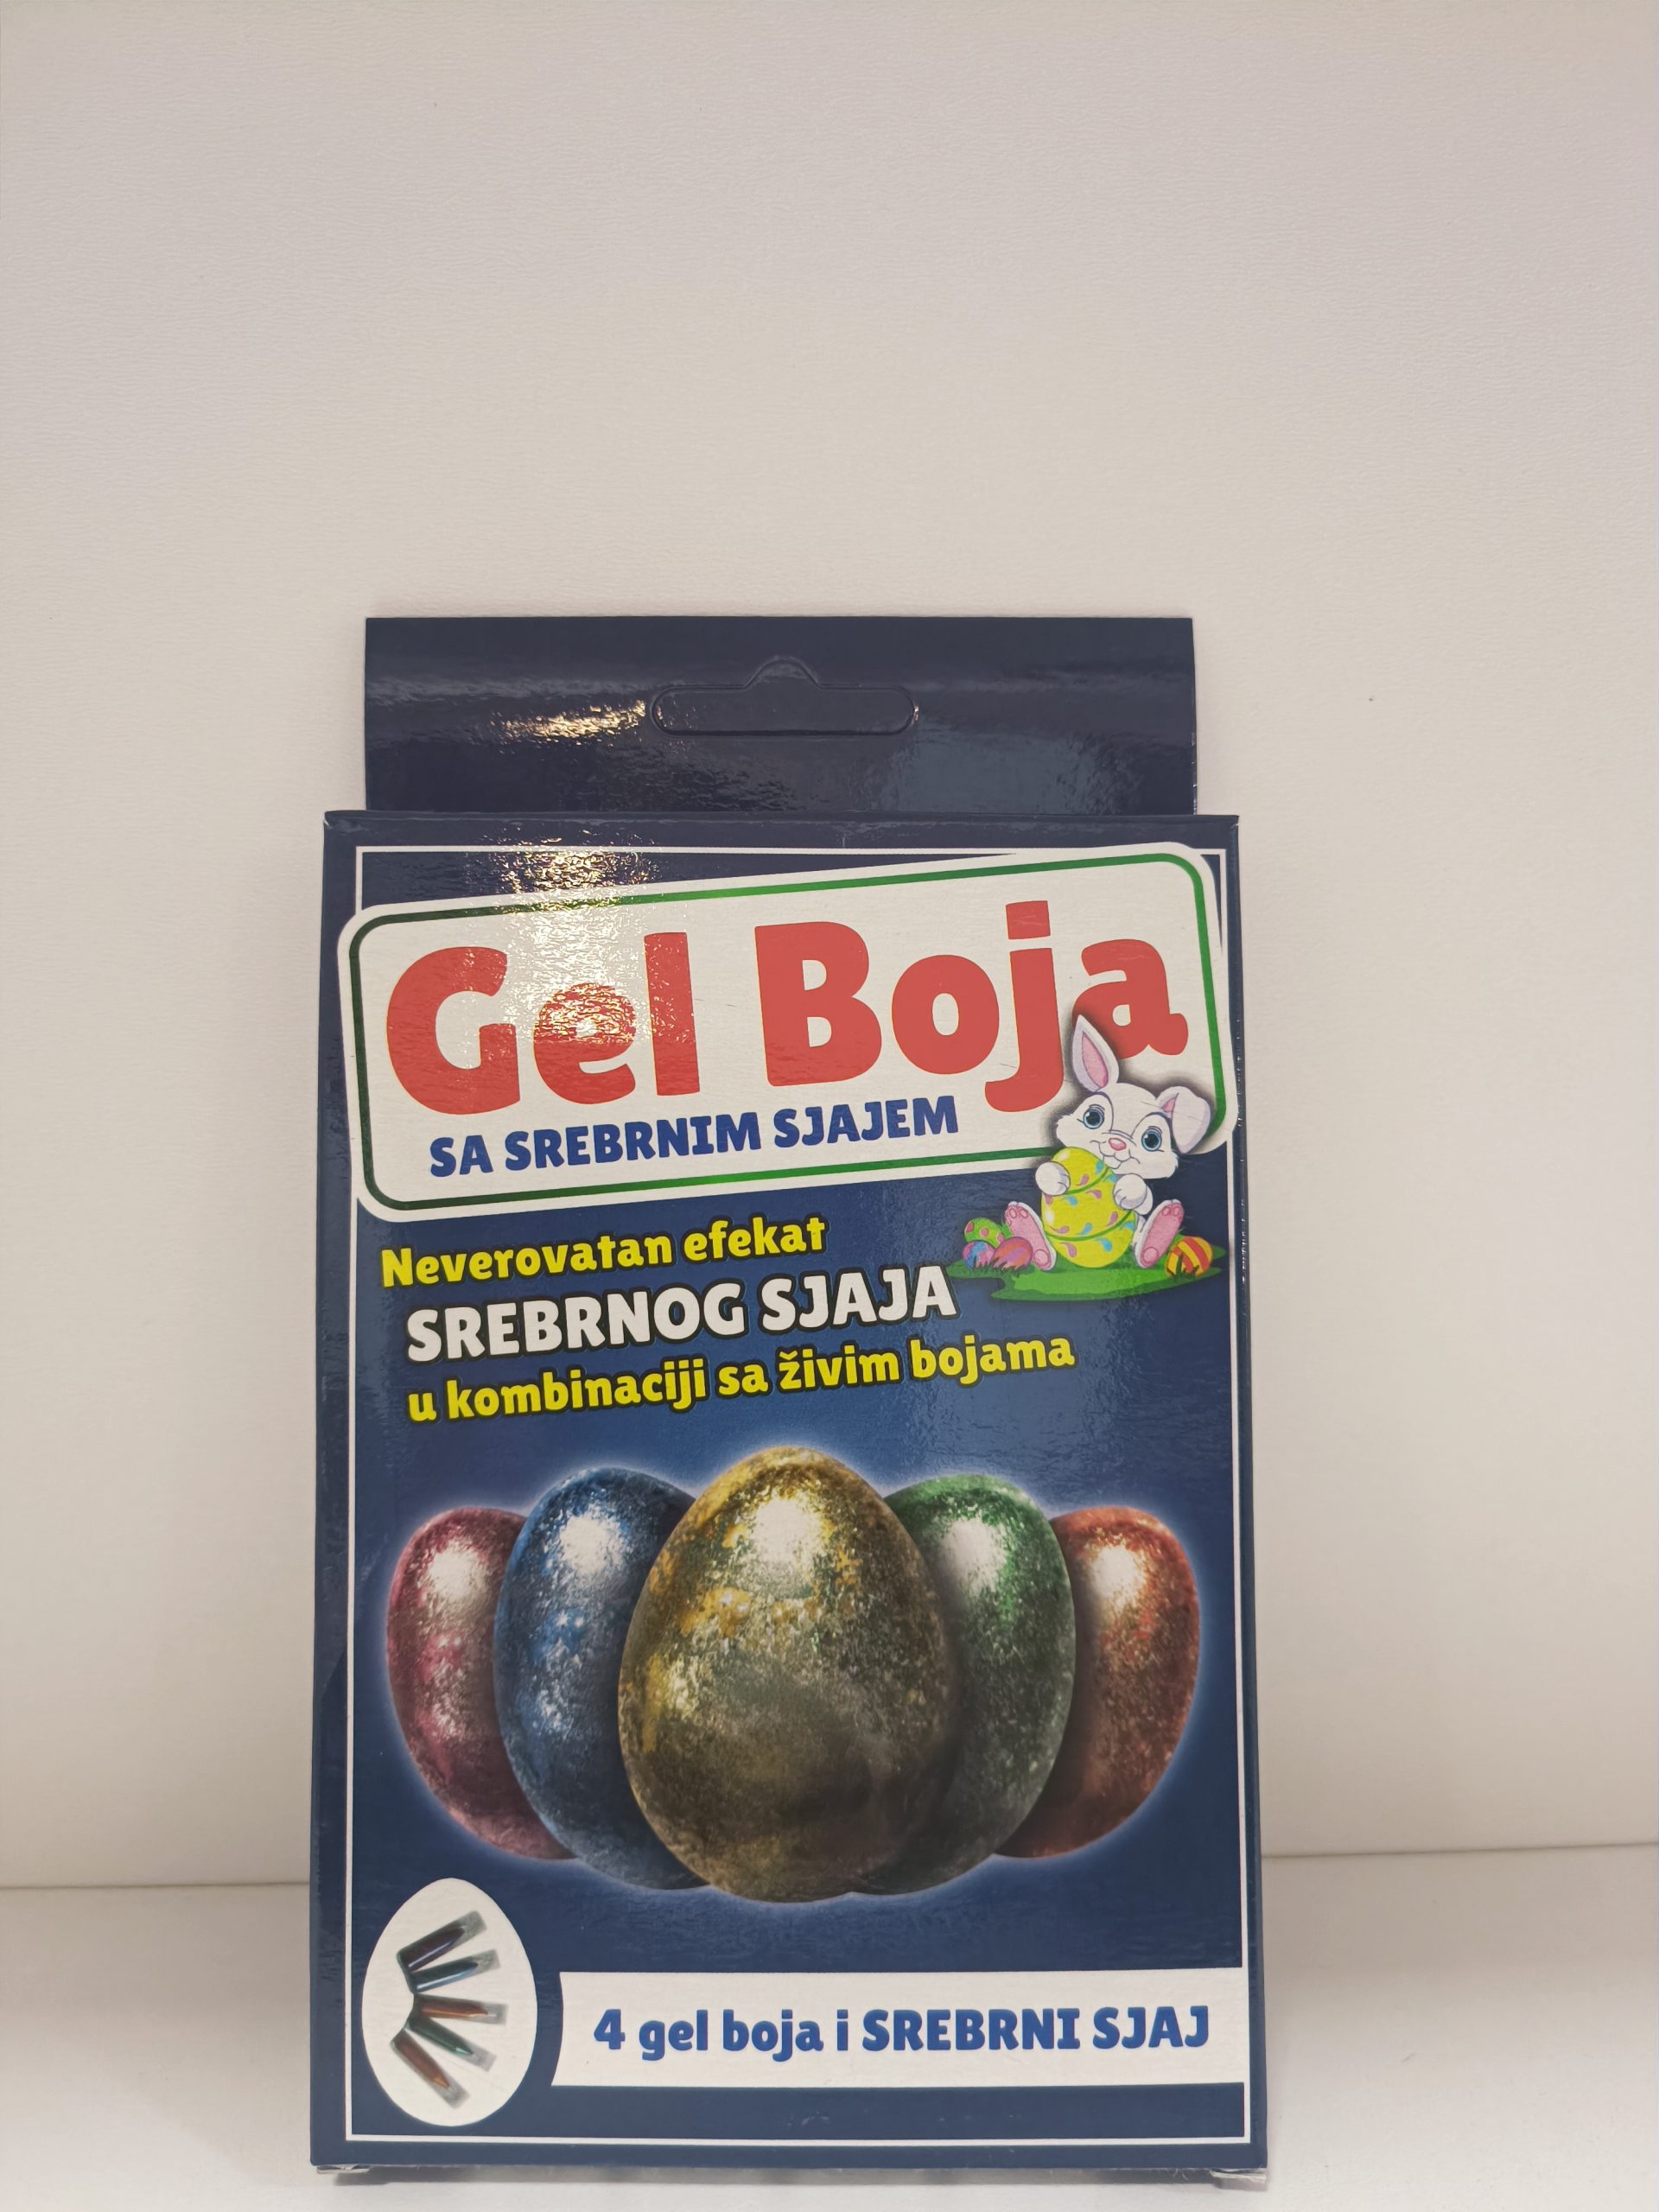 Gel Boja
SA SREBRNIM SJAJEM
Neverovatan efekat
SREBRNOG SJAJA
u kombinaciji sa živim bojama
4 gel boja i SREBRNI SJAJ